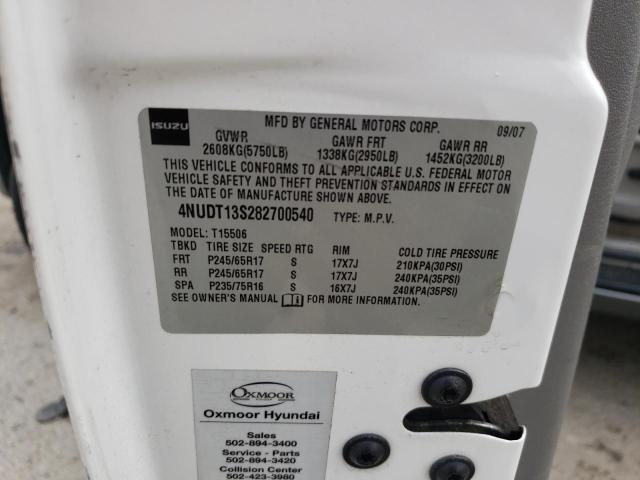 ISUZU MFD BY GENERAL MOTORS CORP. 09/07
GVWR GAWR FRT GAWR RR
2608KG(5750LB) 1338KG(2950LB) 1452KG(3200LB)
THIS VEHICLE CONFORMS TO ALL APPLICABLE U.S. FEDERAL MOTOR
VEHICLE SAFETY AND THEFT PREVENTION STANDARDS IN EFFECT ON
THE DATE OF MANUFACTURE SHOWN ABOVE.
4NUDT13S282700540 TYPE: M.P.V.
MODEL: T15506
TBKD TIRE SIZE SPEED RTG RIM COLD TIRE PRESSURE
FRT P245/65R17 S 17X7J 210KPA(30PSI)
RR P245/65R17 S 17X7J 240KPA(35PSI)
SPA P235/75R16 S 16X7J 240KPA(35PSI)
SEE OWNER'S MANUAL FOR MORE INFORMATION.
OXMOOR
Oxmoor Hyundai
Sales
502-894-3400
Service - Parts
502-894-3420
Collision Center
502-423-3980